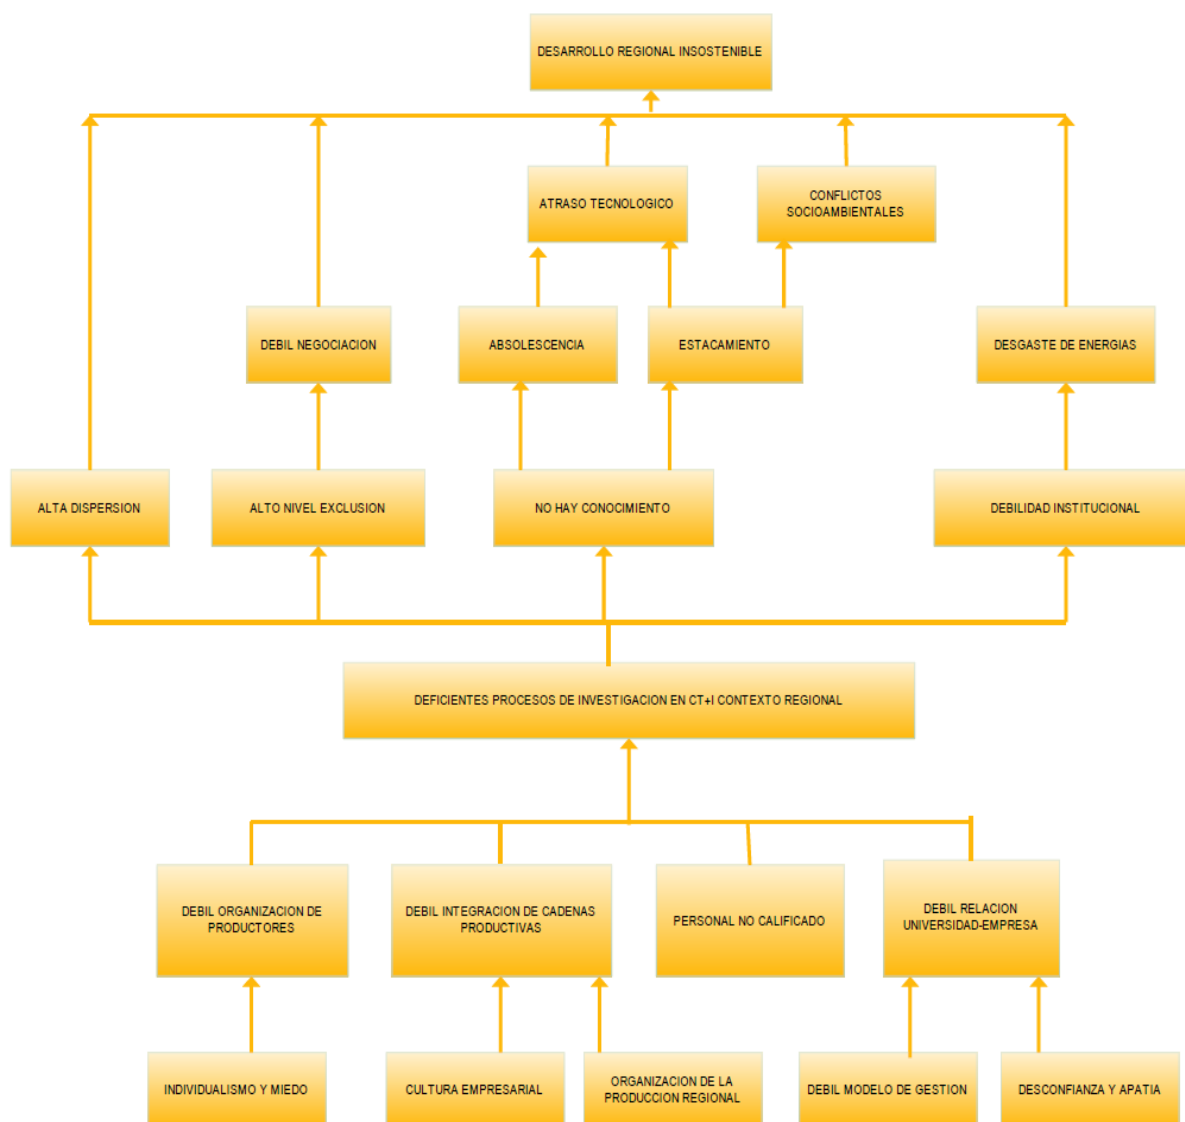 DESARROLLO REGIONAL INSOSTENIBLE
ATRASO TECNOLOGICO
CONFLICTOS
SOCIOAMBIENTALES
DEBIL NEGOCIACION
ABSOLESCENCIA
ESTACAMIENTO
DESGASTE DE ENERGIAS
ALTA DISPERSION
ALTO NIVEL EXCLUSION
NO HAY CONOCIMIENTO
DEBILIDAD INSTITUCIONAL
DEFICIENTES PROCESOS DE INVESTIGACION EN CT+I CONTEXTO REGIONAL
DEBIL ORGANIZACION DE
PRODUCTORES
DEBIL INTEGRACION DE CADENAS
PRODUCTIVAS
PERSONAL NO CALIFICADO
DEBIL RELACION
UNIVERSIDAD-EMPRESA
INDIVIDUALISMO Y MIEDO
CULTURA EMPRESARIAL
ORGANIZACION DE LA
PRODUCCION REGIONAL
DEBIL MODELO DE GESTION
DESCONFIANZA Y APATIA